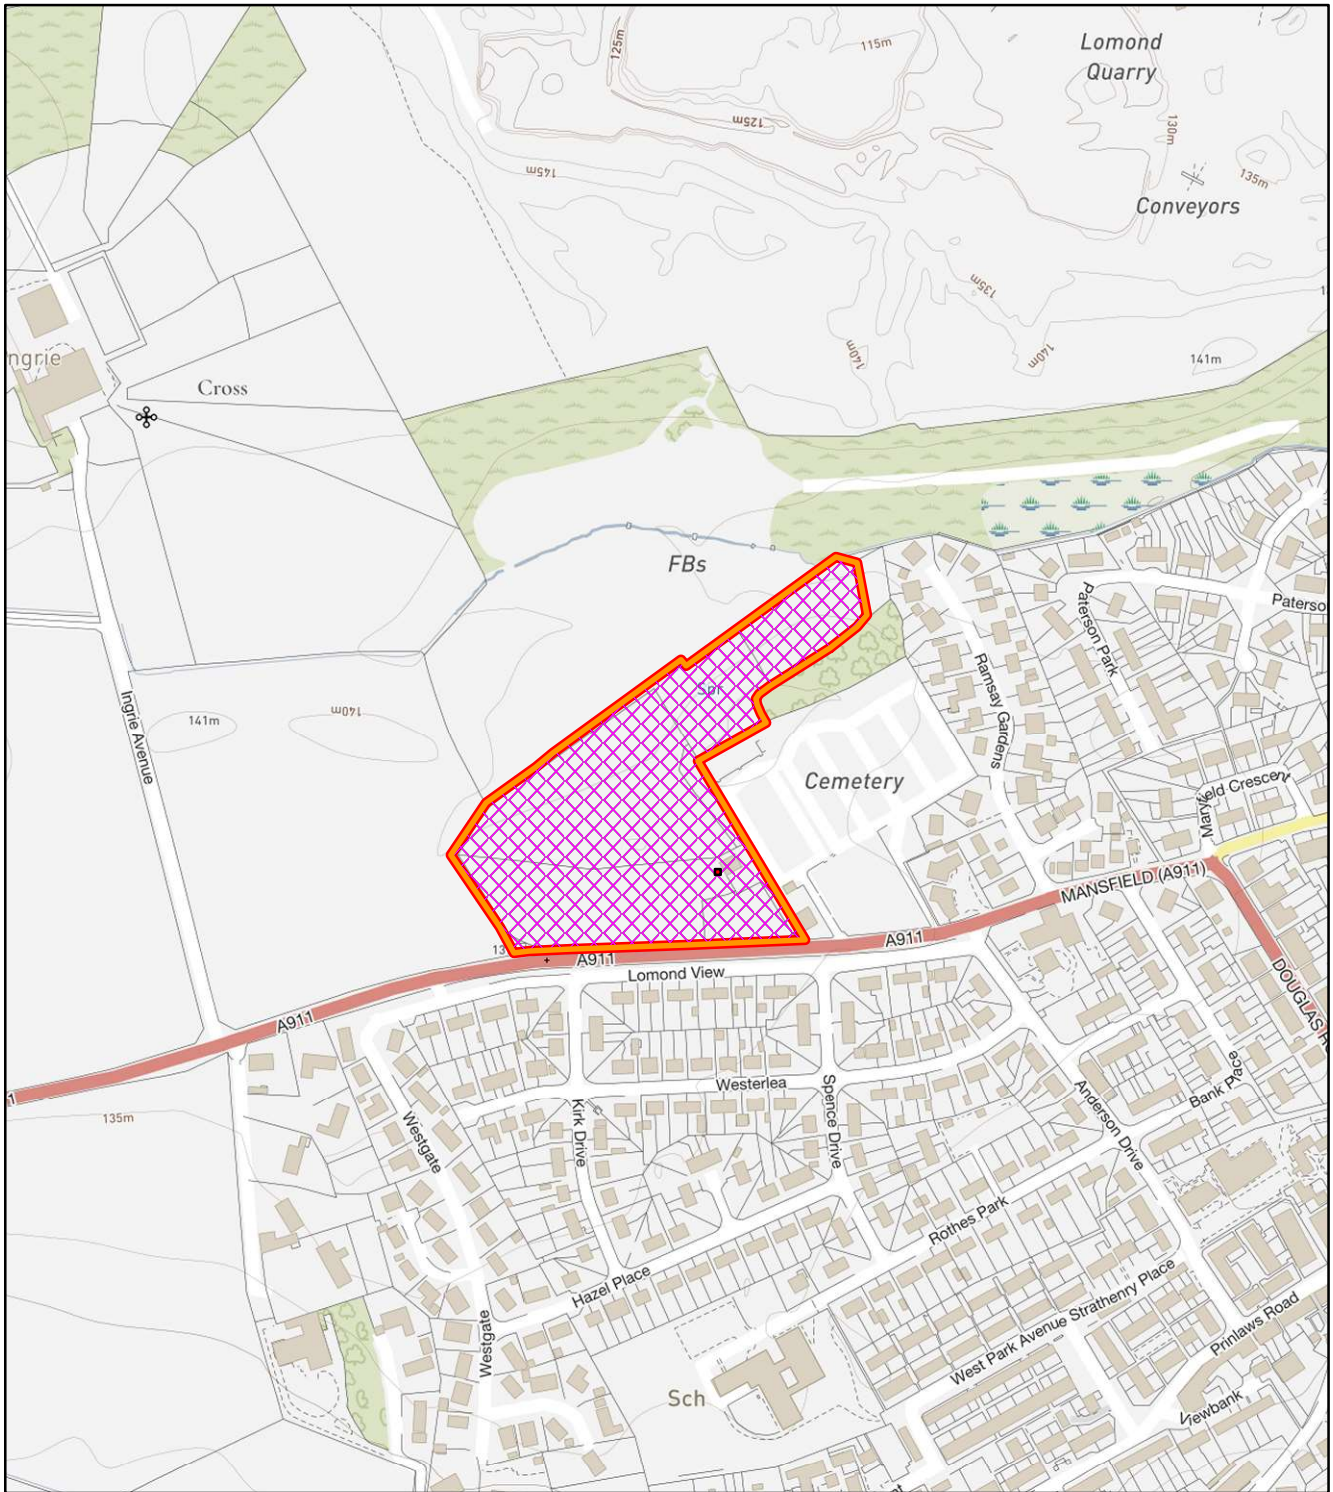 Lomond
Quarry
115m
125m
125m
130m
145m
135m
Conveyors
135m
140m
140m
141m
ngrie
Cross
FBs
Spr
Paterson Park
Paterso
Ramsay Gardens
Ingrie Avenue
141m
140m
Cemetery
Maryfield Crescent
MANSFIELD (A911)
A911
A911
Lomond View
A911
DOUGLAS R
135m
Westerlea
Spence Drive
Kirk Drive
Westgate
Anderson Drive
Bank Place
Rothes Park
Hazel Place
Westgate
West Park Avenue
Strathenry Place
Prinlaws Road
Sch
Viewbank